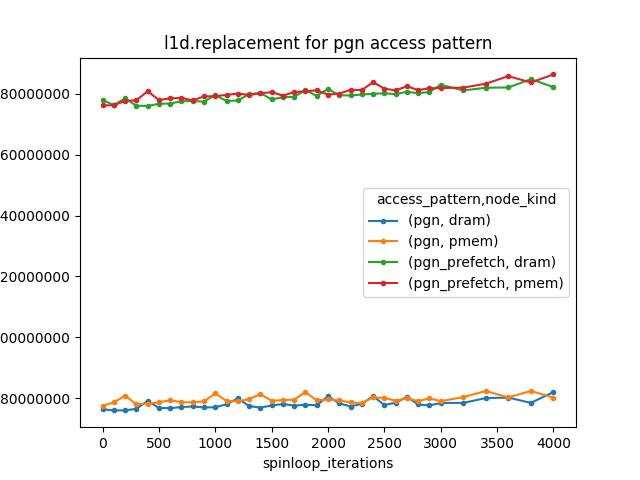 l1d.replacement for pgn access pattern
80000000
60000000
40000000
20000000
00000000
80000000
access_pattern,node_kind
(pgn, dram)
(pgn, pmem)
(pgn_prefetch, dram)
(pgn_prefetch, pmem)
0 500 1000 1500 2000 2500 3000 3500 4000
spinloop_iterations